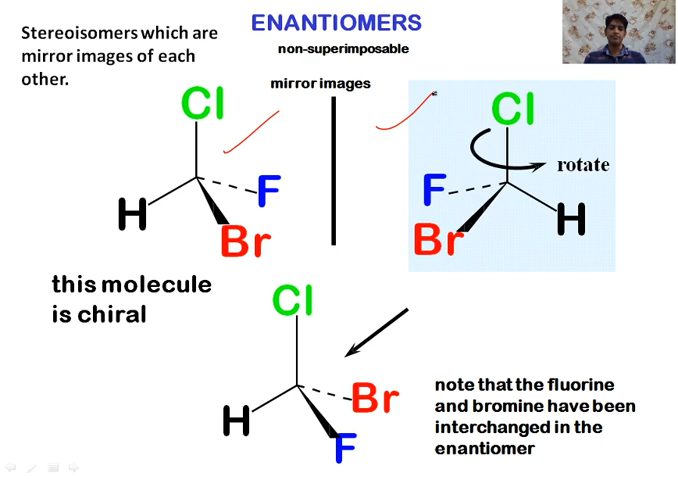 Stereoisomers which are
mirror images of each
other.
ENANTIOMERS
non-superimposable
mirror images
Cl
F
H
Br
Cl
rotate
F
H
Br
this molecule
is chiral
Cl
Br
H
F
note that the fluorine
and bromine have been
interchanged in the
enantiomer